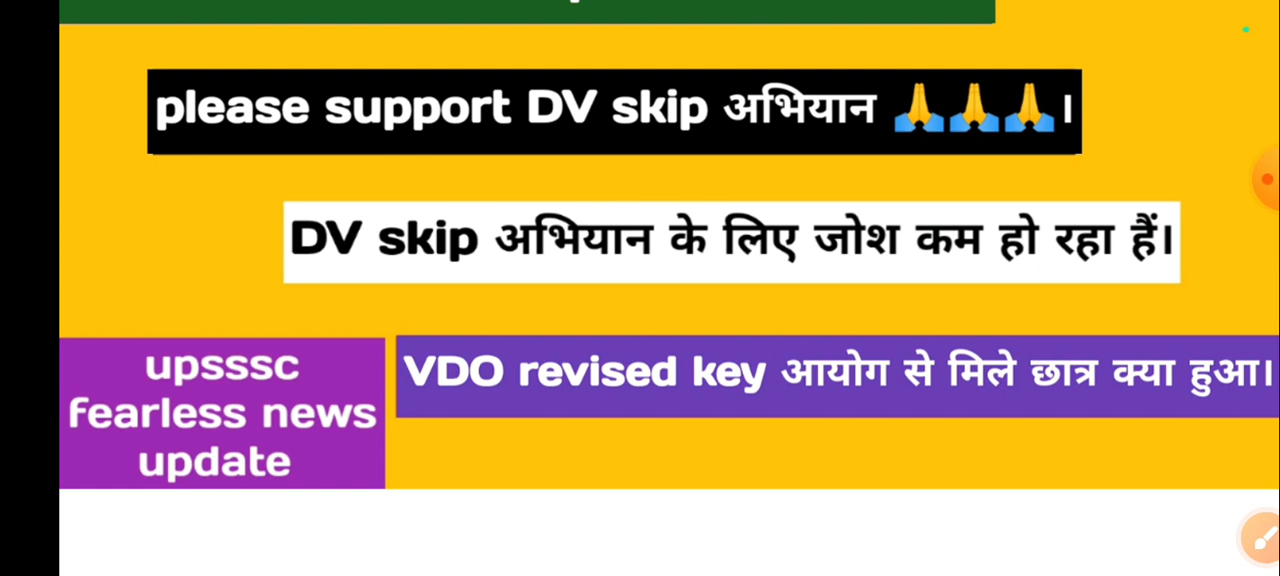 please support DV skip अभियान 🙏🙏🙏।
DV skip अभियान के लिए जोश कम हो रहा हैं।
upsssc
fearless news
update
VDO revised key आयोग से मिले छात्र क्या हुआ।